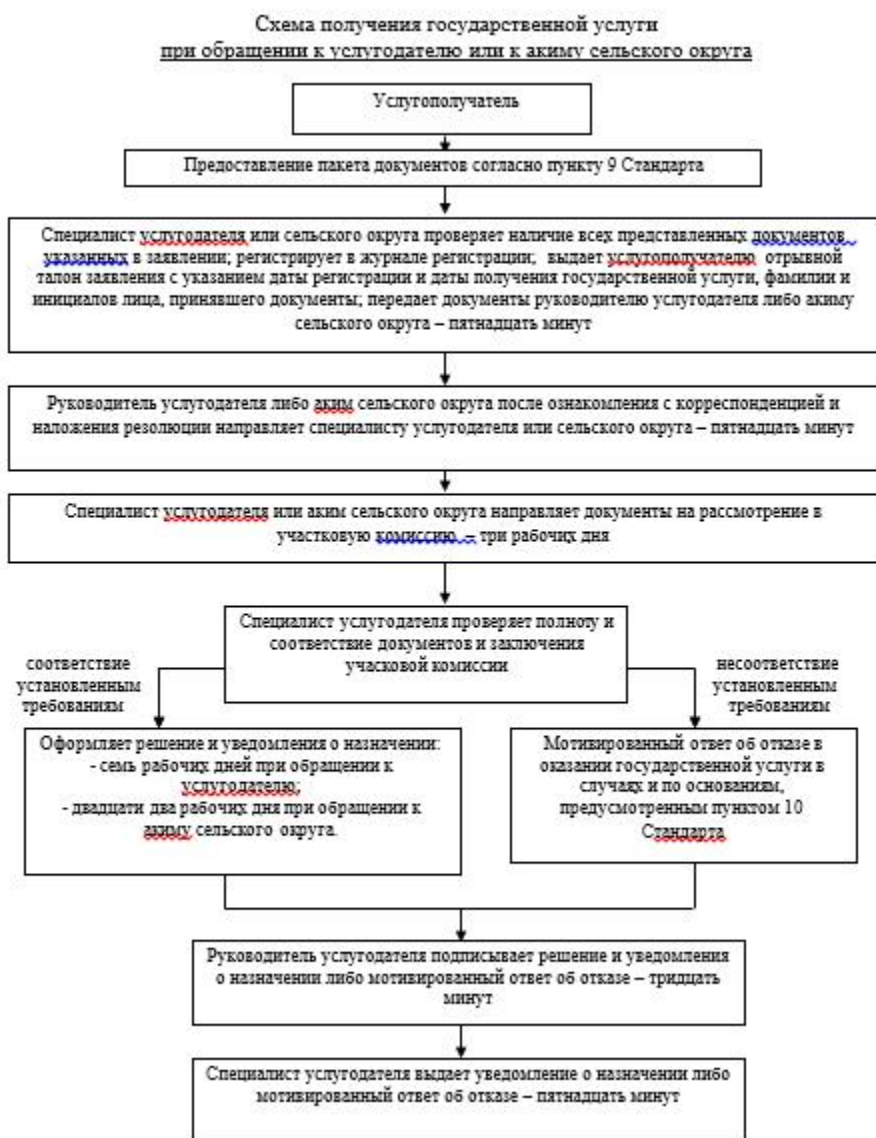 Схема получения государственной услуги
при обращении к услугодателю или к акиму сельского округа
Услугополучатель
Предоставление пакета документов согласно пункту 9 Стандарта
Специалист услугодателя или сельского округа проверяет наличие всех представленных документов,
указанных в заявлении; регистрирует в журнале регистрации; выдает услугополучателю отрывной
талон заявления с указанием даты регистрации и даты получения государственной услуги, фамилии и
инициалов лица, принявшего документы; передает документы руководителю услугодателя либо акиму
сельского округа – пятнадцать минут
Руководитель услугодателя либо аким сельского округа после ознакомления с корреспонденцией и
наложения резолюции направляет специалисту услугодателя или сельского округа – пятнадцать минут
Специалист услугодателя или аким сельского округа направляет документы на рассмотрение в
участковую комиссию – три рабочих дня
Специалист услугодателя проверяет полноту и
соответствие документов и заключения
учасковой комиссии
соответствие
установленным
требованиям
несоответствие
установленным
требованиям
Оформляет решение и уведомления о назначении:
- семь рабочих дней при обращении к
услугодателю;
- двадцати два рабочих дня при обращении к
акиму сельского округа.
Мотивированный ответ об отказе в
оказании государственной услуги в
случаях и по основаниям,
предусмотренным пунктом 10
Стандарта
Руководитель услугодателя подписывает решение и уведомления
о назначении либо мотивированный ответ об отказе – тридцать
минут
Специалист услугодателя выдает уведомление о назначении либо
мотивированный ответ об отказе – пятнадцать минут